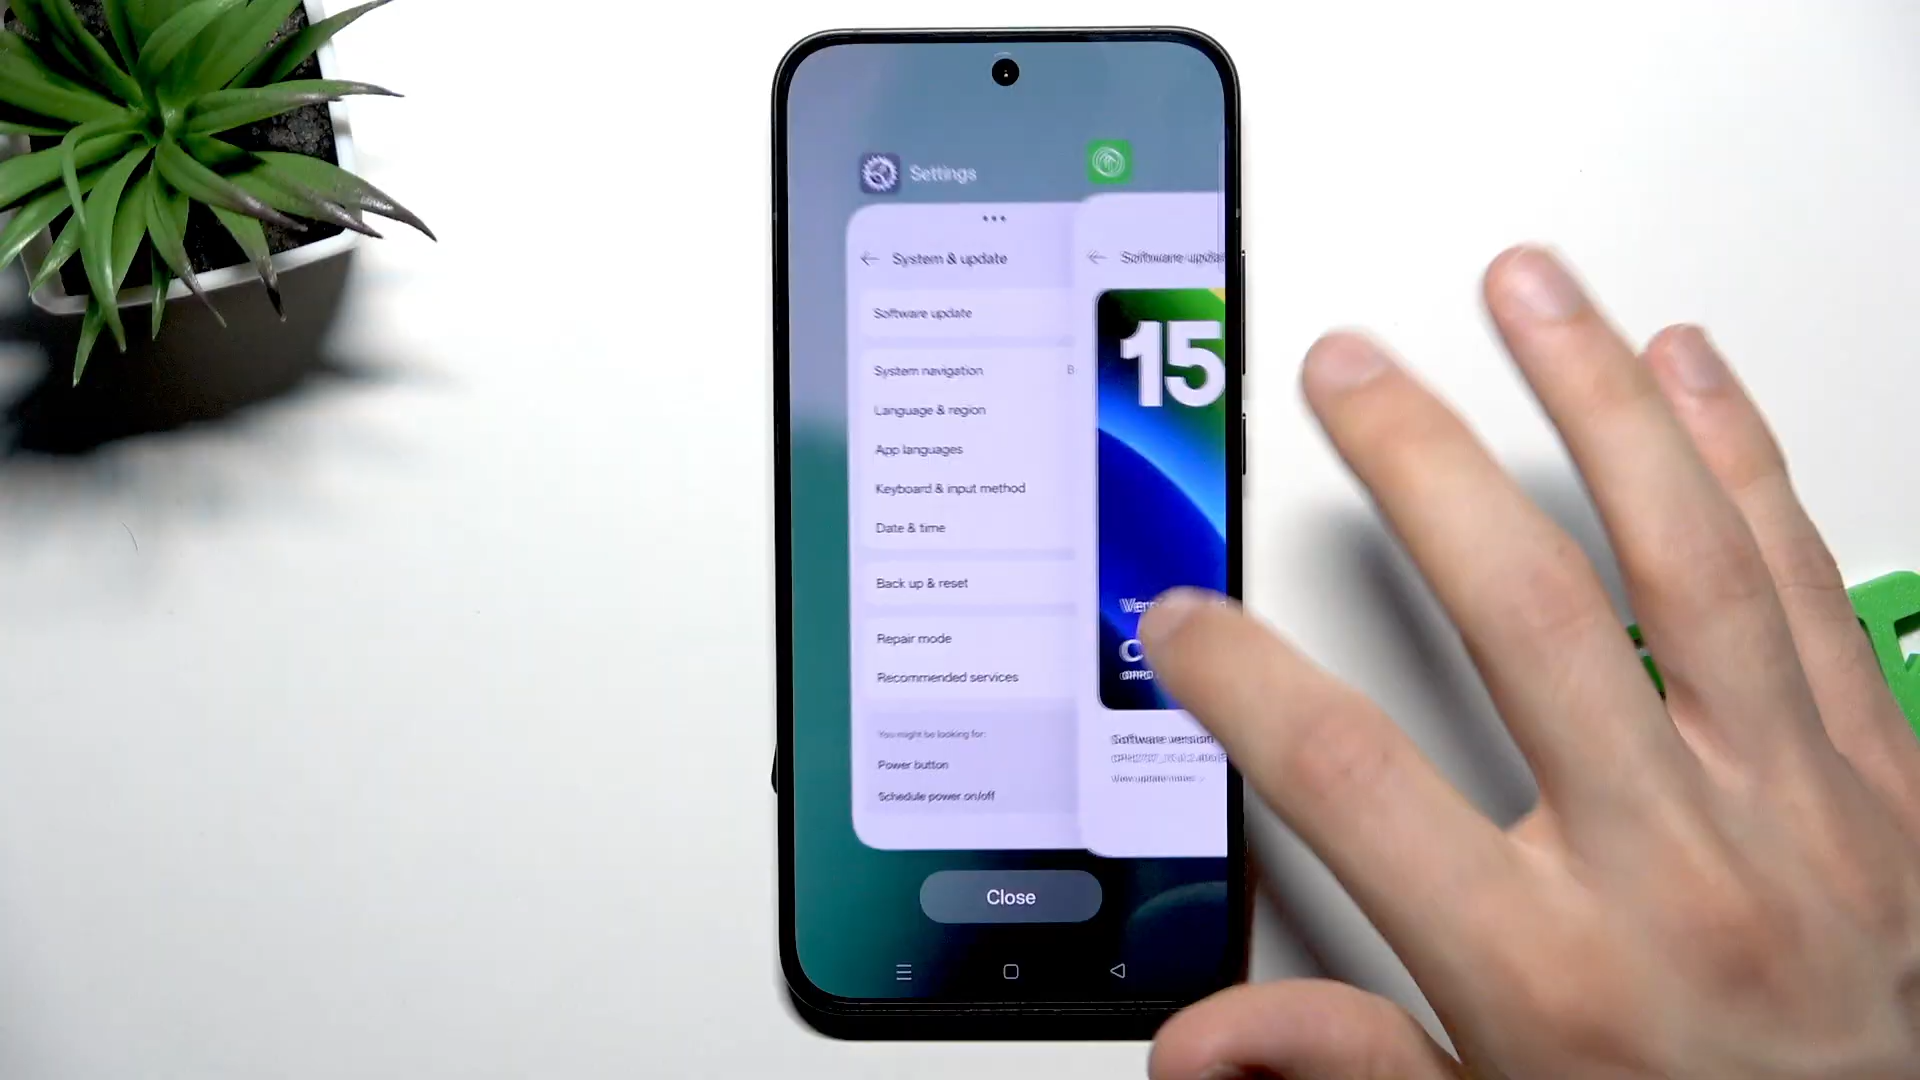 Settings
System & update
Software update
System navigation
B
Language & region
App languages
Keyboard & input method
Date & time
Back up & reset
Repair mode
Recommended services
You might be looking for:
Power button
Schedule power on/off
Software
15
Software version
View update notes
Close